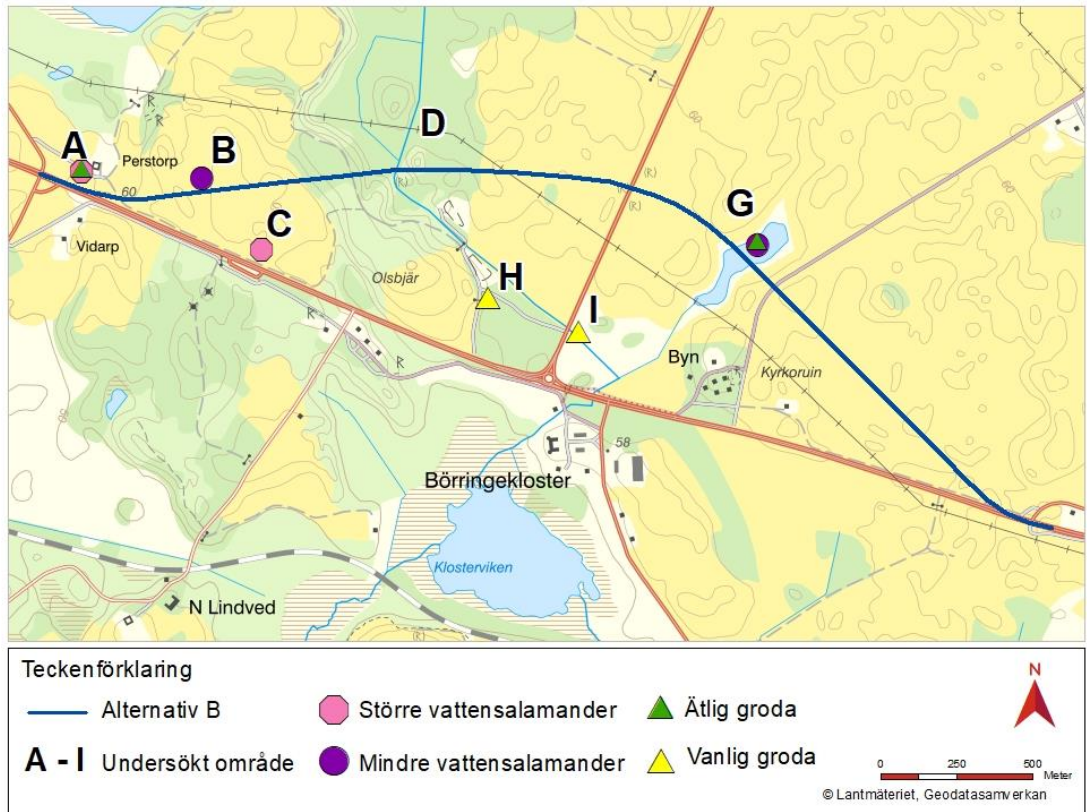 D
A
Perstorp
B
60
60
G
C
Vidarp
Olsbjär
H
I
Byn
Kyrkoruin
58
Börringekloster
Klosterviken
N Lindved
Teckenförklaring
Alternativ B
Större vattensalamander
Ätlig groda
N
A - I Undersökt område
Mindre vattensalamander
Vanlig groda
0 250 500
Meter
© Lantmäteriet, Geodatasamverkan